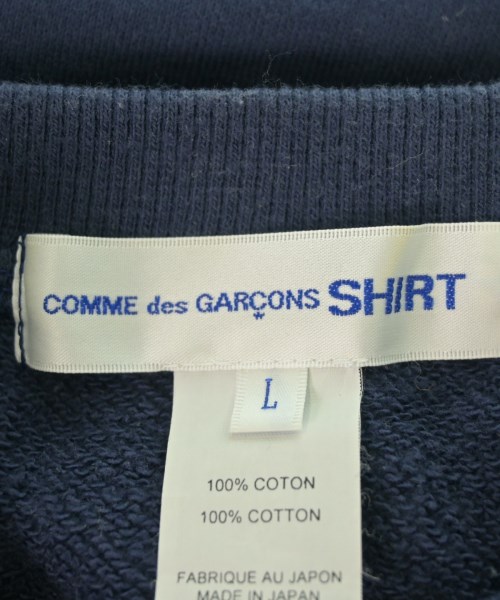 COMME des GARÇONS SHIRT
L
100% COTON
100% COTTON
FABRIQUE AU JAPON
MADE IN JAPAN